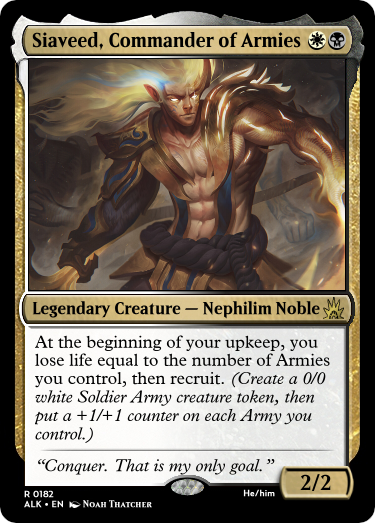 Siaveed, Commander of Armies
Legendary Creature — Nephilim Noble
At the beginning of your upkeep, you
lose life equal to the number of Armies
you control, then recruit. (Create a 0/0
white Soldier Army creature token, then
put a +1/+1 counter on each Army you
control.)
“Conquer. That is my only goal.”
2/2
R 0182
ALK • EN Noah Thatcher
He/him